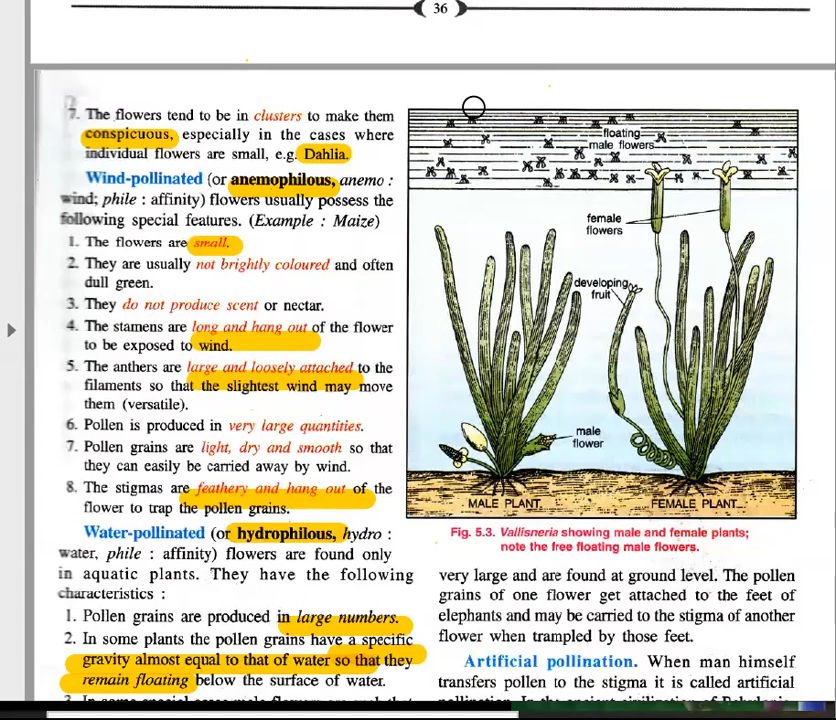 36
7. The flowers tend to be in clusters to make them
conspicuous, especially in the cases where
individual flowers are small, e.g. Dahlia.
Wind-pollinated (or anemophilous, anemo :
wind; phile : affinity) flowers usually possess the
following special features. (Example : Maize)
1. The flowers are small.
2. They are usually not brightly coloured and often
dull green.
3. They do not produce scent or nectar.
4. The stamens are long and hang out of the flower
to be exposed to wind.
5. The anthers are large and loosely attached to the
filaments so that the slightest wind may move
them (versatile).
6. Pollen is produced in very large quantities.
7. Pollen grains are light, dry and smooth so that
they can easily be carried away by wind.
8. The stigmas are feathery and hang out of the
flower to trap the pollen grains.
Water-pollinated (or hydrophilous, hydro :
water, phile : affinity) flowers are found only
in aquatic plants. They have the following
characteristics :
1. Pollen grains are produced in large numbers.
2. In some plants the pollen grains have a specific
gravity almost equal to that of water so that they
remain floating below the surface of water.
floating
male flowers
female
flowers
developing
fruit
male
flower
MALE PLANT
FEMALE PLANT
Fig. 5.3. Vallisneria showing male and female plants;
note the free floating male flowers.
very large and are found at ground level. The pollen
grains of one flower get attached to the feet of
elephants and may be carried to the stigma of another
flower when trampled by those feet.
Artificial pollination. When man himself
transfers pollen to the stigma it is called artificial